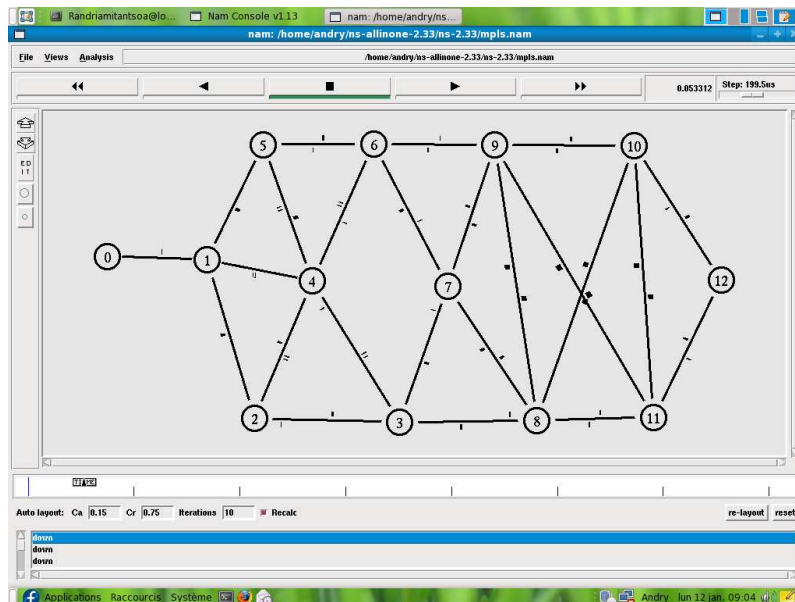 Randriamitantsoa@lo... Nam Console v1.13 nam: /home/andry/ns...
nam: /home/andry/ns-allinone-2.33/ns-2.33/mpls.nam
File Views Analysis /home/andry/ns-allinone-2.33/ns-2.33/mpls.nam
0.053312 Step: 199.5us
5 6 9 10
E D
I T
0 1 4 7 12
2 3 8 11
TIME
Auto layout: Ca 0.15 Cr 0.75 Iterations 10 Recalc re-layout reset
down
down
down
Applications Raccourcis Système Andry lun 12 jan, 09:04